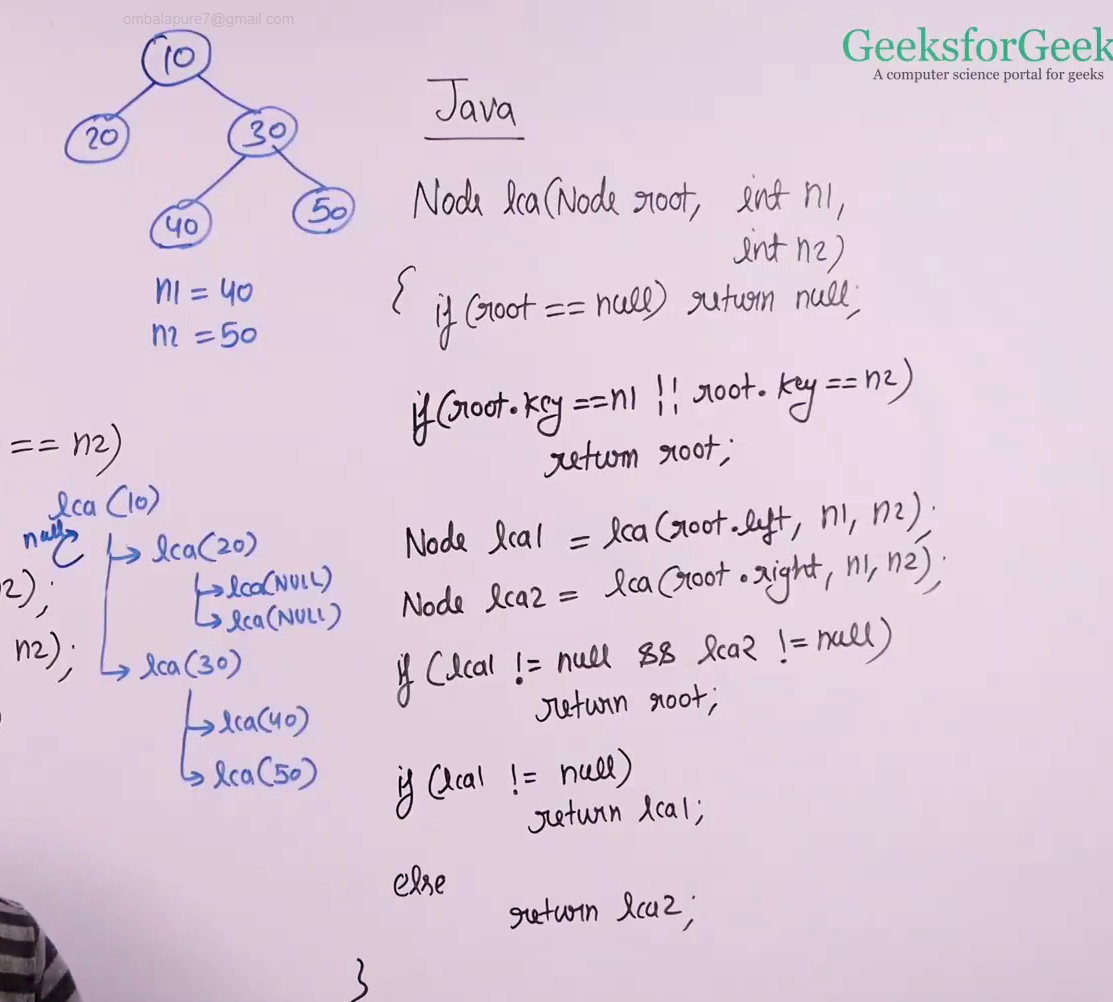 ombalapure7@gmail.com
GeeksforGeek
A computer science portal for geeks
10
20
30
40
50
n1 = 40
n2 = 50
== n2)
lca (10)
null
lca(20)
lca(NULL)
lca(NULL)
2);
n2);
lca(30)
lca(40)
lca(50)
Java
Node lca(Node root, int n1,
int n2)
{ if (root == null) return null;
if(root.key ==n1 || root.key == n2)
return root;
Node lca1 = lca(root.left, n1, n2);
Node lca2 = lca(root.right, n1, n2);
if (lca1 != null && lca2 != null)
return root;
if (lca1 != null)
return lca1;
else
return lca2;
}